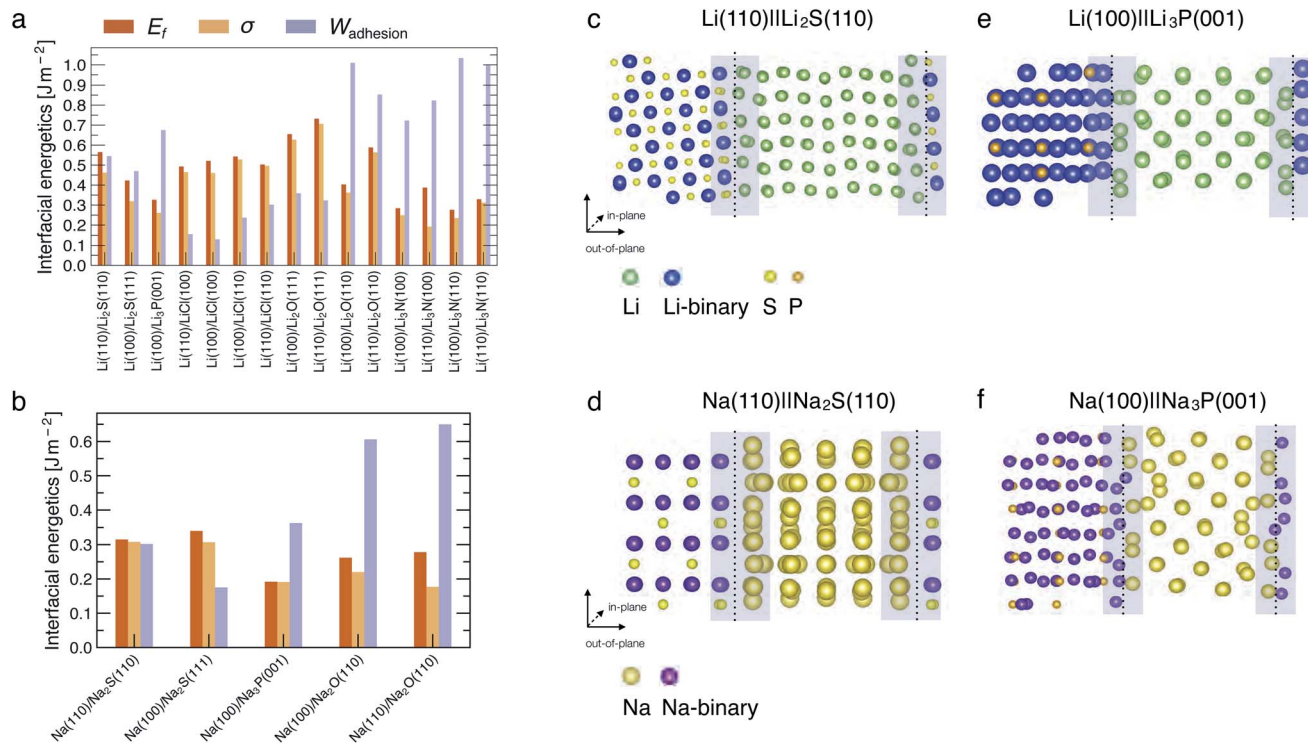 a
E_f σ W_adhesion
Interfacial energetics [Jm⁻²]
1.0
0.9
0.8
0.7
0.6
0.5
0.4
0.3
0.2
0.1
0.0
Li(110)/Li₂S(110)
Li(100)/Li₂S(111)
Li(100)/Li₃P(001)
Li(110)/LiCl(100)
Li(100)/LiCl(100)
Li(100)/LiCl(110)
Li(110)/LiCl(110)
Li(100)/Li₂O(111)
Li(110)/Li₂O(111)
Li(100)/Li₂O(110)
Li(110)/Li₂O(110)
Li(100)/Li₃N(100)
Li(110)/Li₃N(100)
Li(100)/Li₃N(110)
Li(110)/Li₃N(110)
b
Interfacial energetics [Jm⁻²]
0.6
0.5
0.4
0.3
0.2
0.1
0.0
Na(110)/Na₂S(110)
Na(100)/Na₂S(111)
Na(100)/Na₃P(001)
Na(100)/Na₂O(110)
Na(110)/Na₂O(110)
c
Li(110)||Li₂S(110)
in-plane
out-of-plane
Li Li-binary S P
d
Na(110)||Na₂S(110)
in-plane
out-of-plane
Na Na-binary
e
Li(100)||Li₃P(001)
f
Na(100)||Na₃P(001)